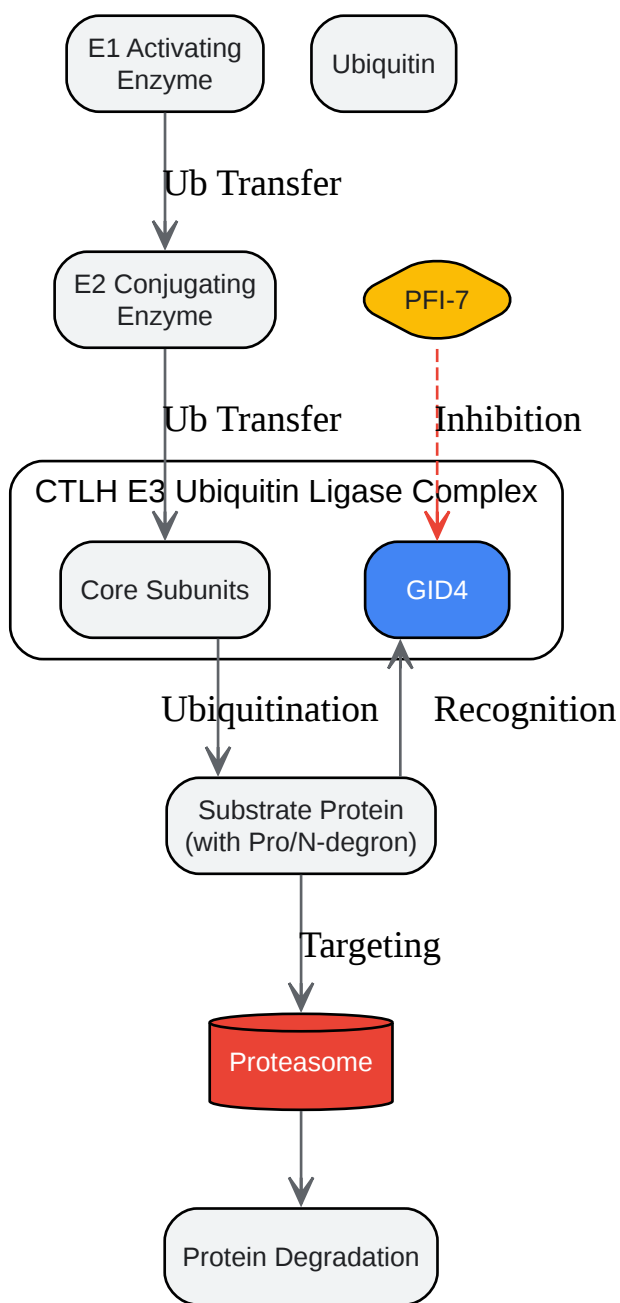 E1 Activating
Enzyme
Ubiquitin
Ub Transfer
E2 Conjugating
Enzyme
PFI-7
Ub Transfer
Inhibition
CTLH E3 Ubiquitin Ligase Complex
Core Subunits
GID4
Ubiquitination
Recognition
Substrate Protein
(with Pro/N-degron)
Targeting
Proteasome
Protein Degradation